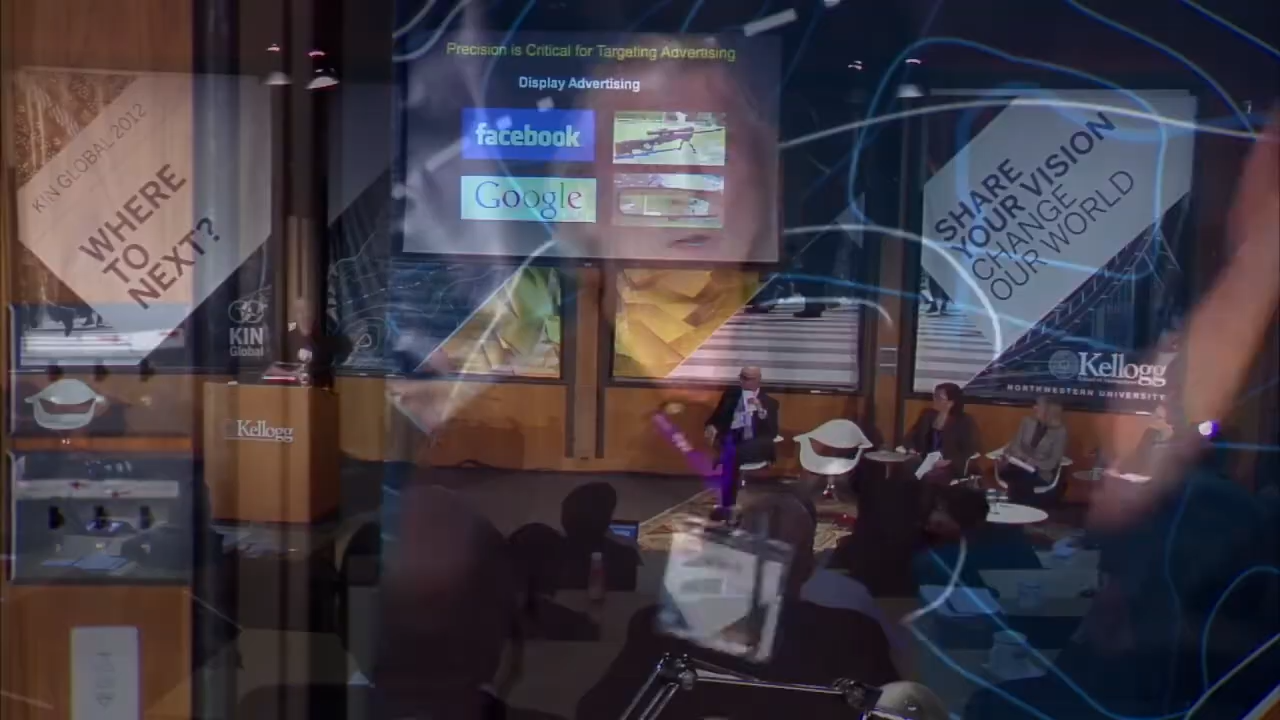 Precision is Critical for Targeting Advertising
Display Advertising
facebook
Google
KIN GLOBAL 2012
WHERE
TO
NEXT?
KIN
Global
Kellogg
SHARE
YOUR VISION
CHANGE
OUR WORLD
Kellogg
NORTHWESTERN UNIVERSITY